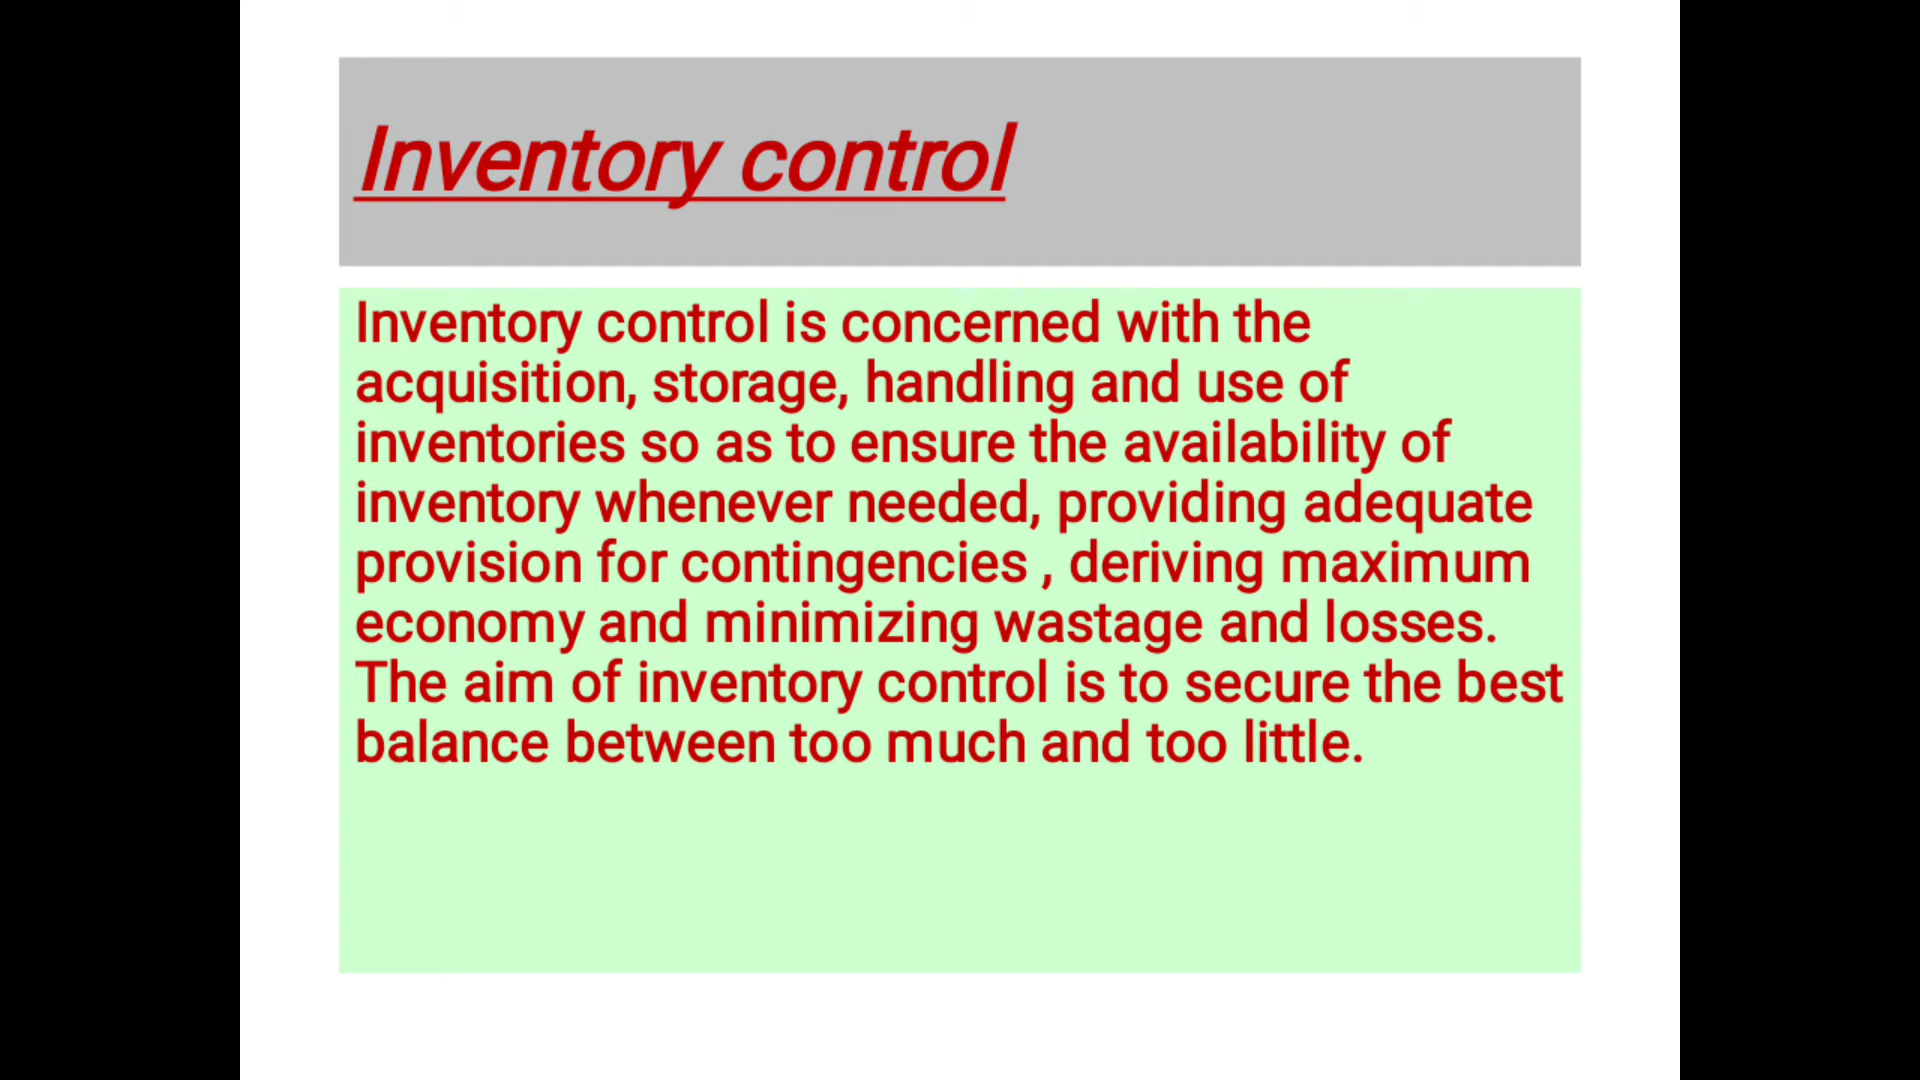 Inventory control
Inventory control is concerned with the
acquisition, storage, handling and use of
inventories so as to ensure the availability of
inventory whenever needed, providing adequate
provision for contingencies , deriving maximum
economy and minimizing wastage and losses.
The aim of inventory control is to secure the best
balance between too much and too little.